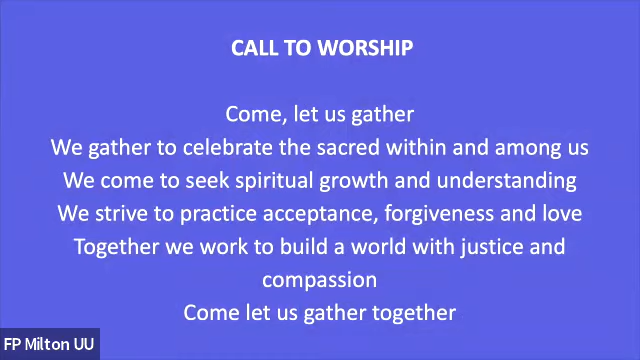 CALL TO WORSHIP
Come, let us gather
We gather to celebrate the sacred within and among us
We come to seek spiritual growth and understanding
We strive to practice acceptance, forgiveness and love
Together we work to build a world with justice and
compassion
Come let us gather together
FP Milton UU